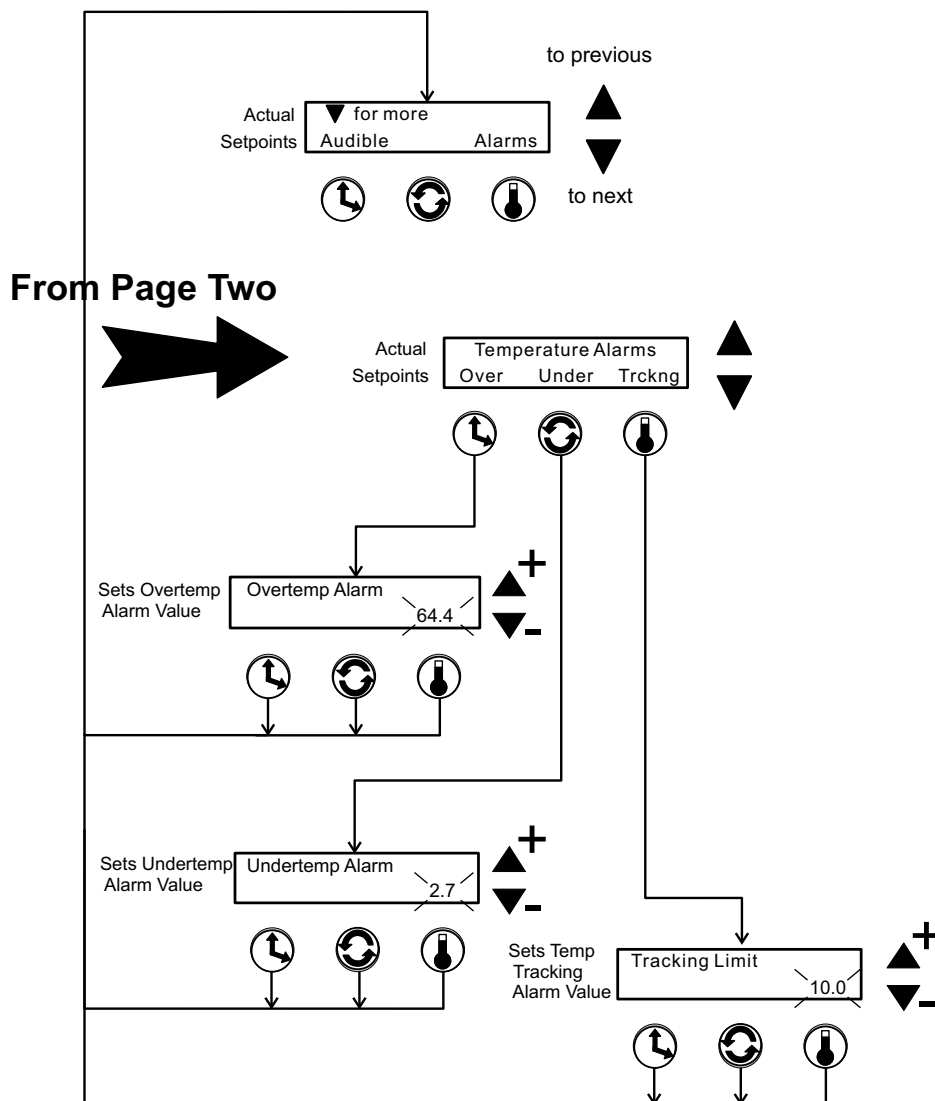 to previous
Actual
Setpoints
▼ for more
Audible Alarms
to next
From Page Two
Actual
Setpoints
Temperature Alarms
Over Under Trckng
Sets Overtemp
Alarm Value
Overtemp Alarm
64.4
+
-
Sets Undertemp
Alarm Value
Undertemp Alarm
2.7
+
-
Sets Temp
Tracking
Alarm Value
Tracking Limit
10.0
+
-